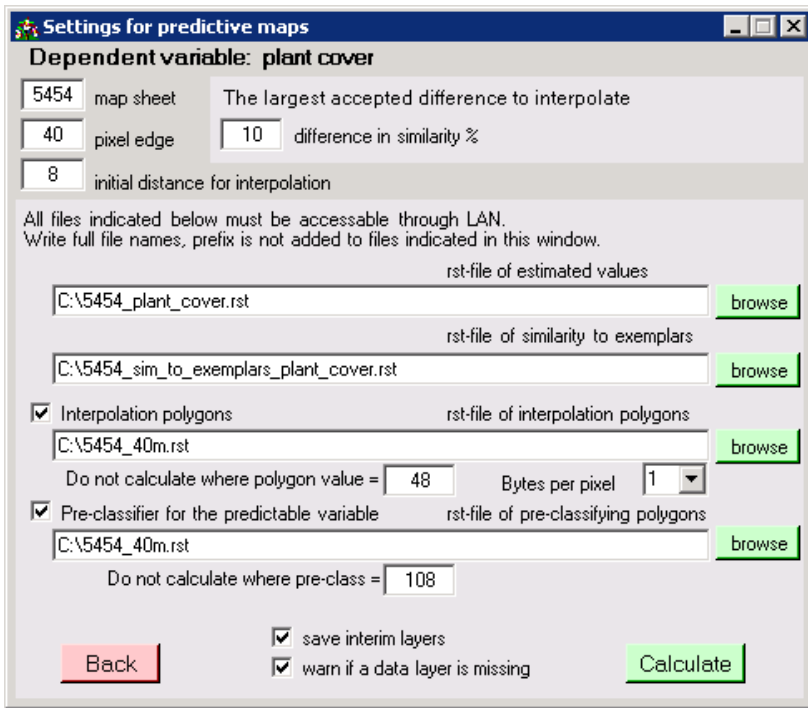 Settings for predictive maps
Dependent variable: plant cover
5454 map sheet
The largest accepted difference to interpolate
40 pixel edge
10 difference in similarity %
8 initial distance for interpolation
All files indicated below must be accessable through LAN.
Write full file names, prefix is not added to files indicated in this window.
rst-file of estimated values
C:\5454_plant_cover.rst browse
rst-file of similarity to exemplars
C:\5454_sim_to_exemplars_plant_cover.rst browse
Interpolation polygons rst-file of interpolation polygons
C:\5454_40m.rst browse
Do not calculate where polygon value = 48 Bytes per pixel 1
Pre-classifier for the predictable variable rst-file of pre-classifying polygons
C:\5454_40m.rst browse
Do not calculate where pre-class = 108
save interim layers
Back warn if a data layer is missing Calculate